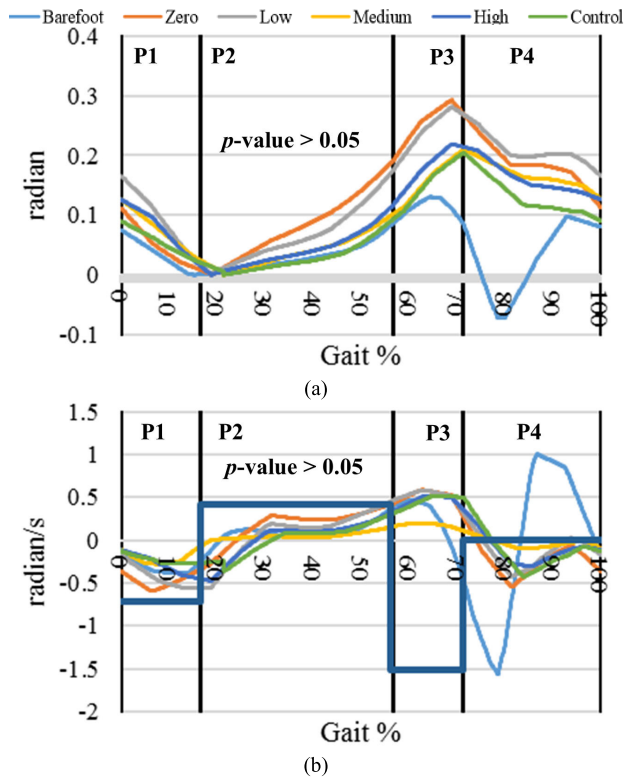 Barefoot Zero Low Medium High Control
P1 P2 P3 P4
0.4
0.3
p-value > 0.05
0.2
0.1
0
-0.1
radian
0 10 20 30 40 50 60 70 80 90 100
Gait %
(a)
1.5
P1 P2 P3 P4
1
p-value > 0.05
0.5
0
-0.5
-1
-1.5
-2
radian/s
0 10 20 30 40 50 60 70 80 90 100
Gait %
(b)